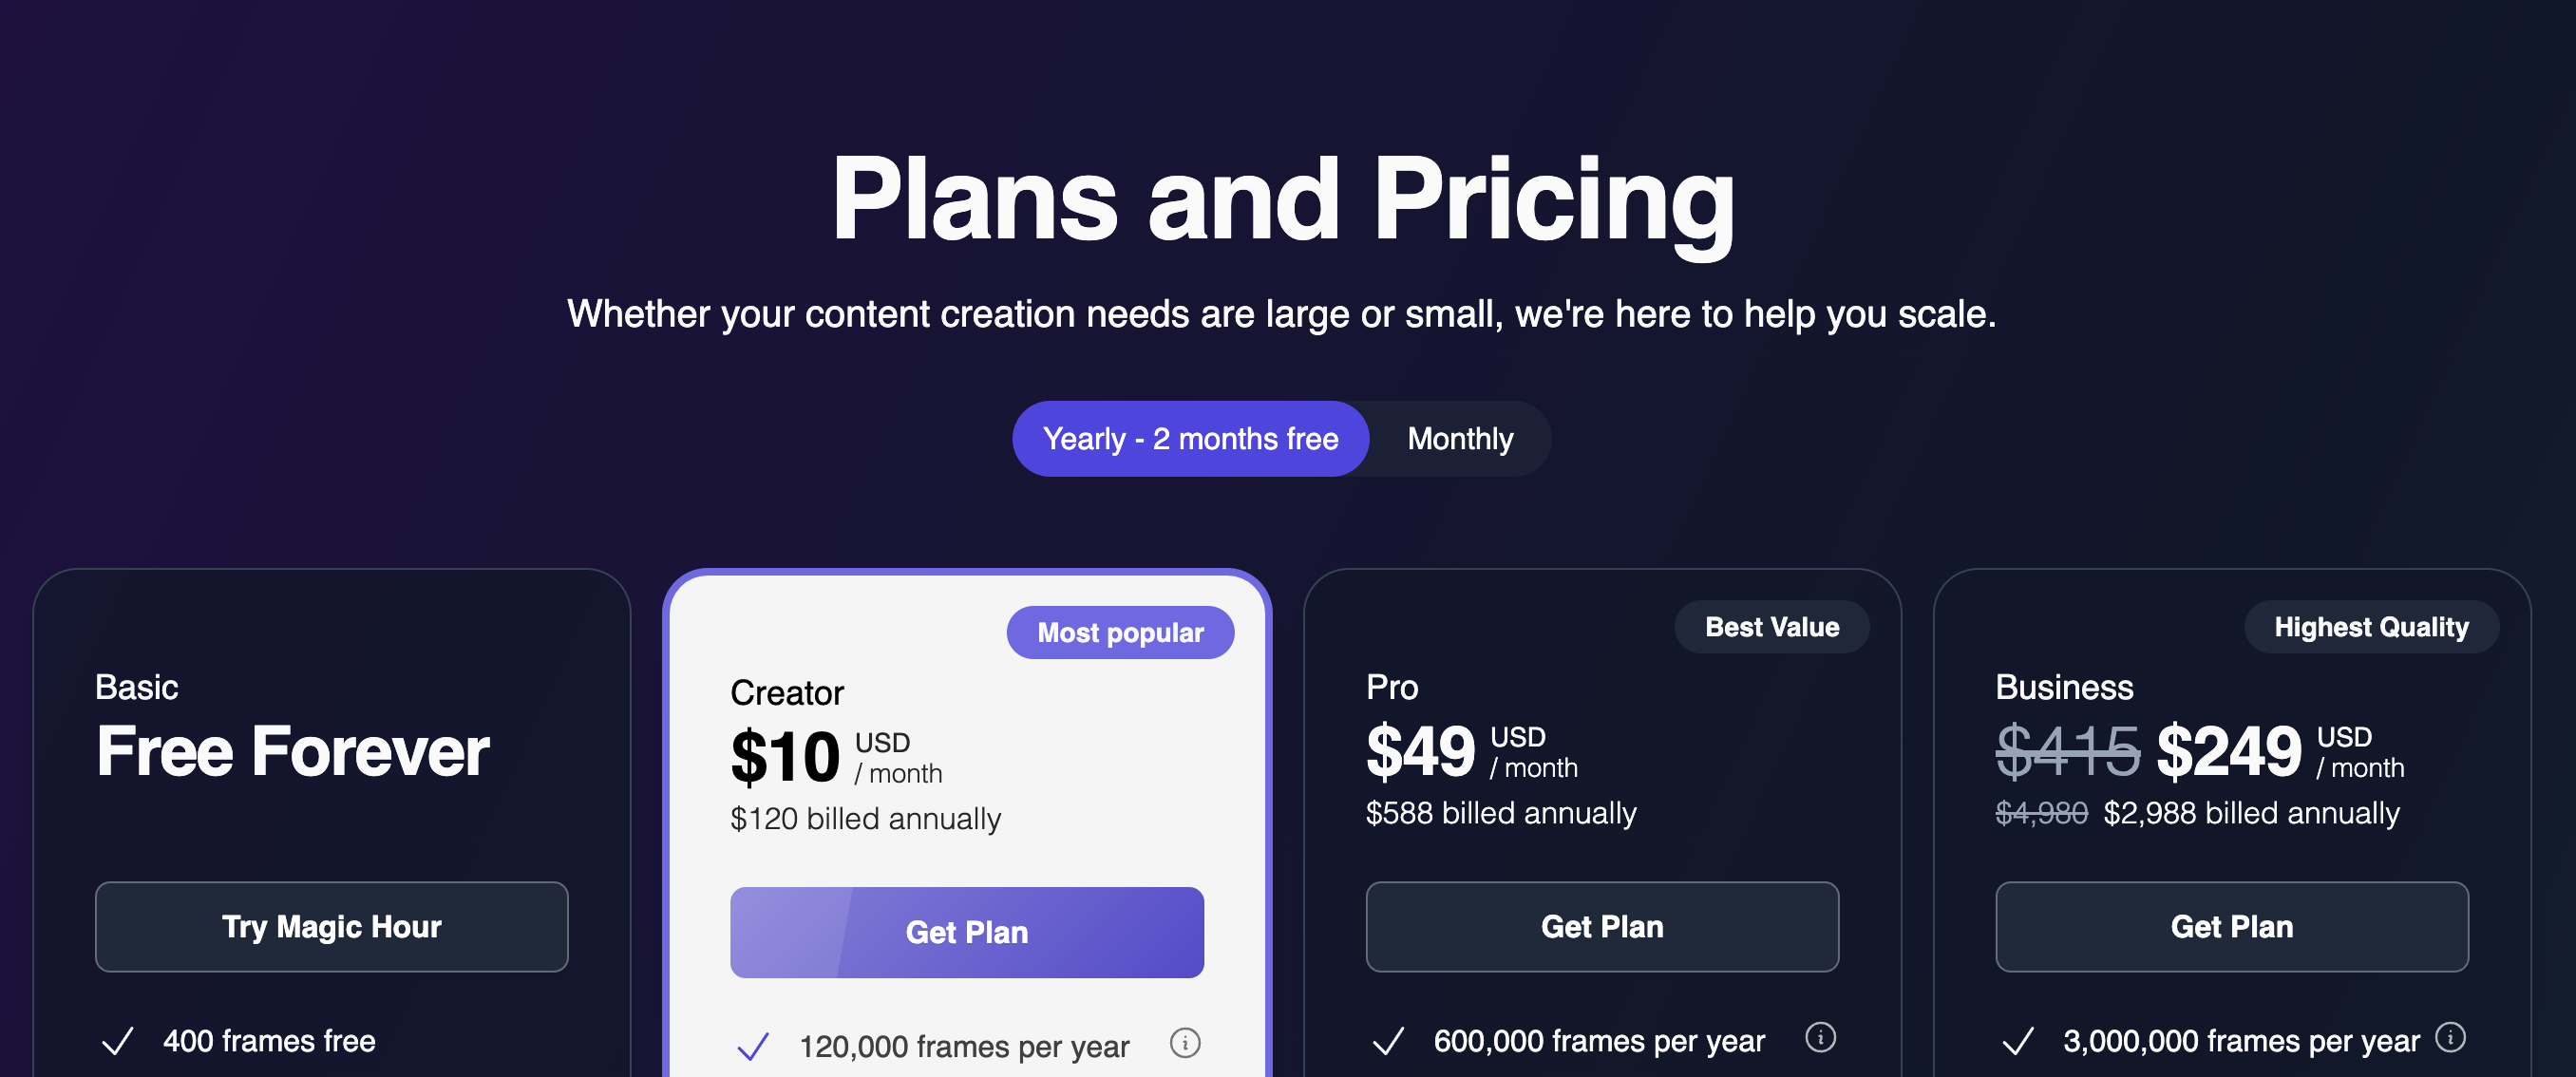 Plans and Pricing
Whether your content creation needs are large or small, we're here to help you scale.
Yearly - 2 months free
Monthly
Basic
Free Forever
Try Magic Hour
400 frames free
Most popular
Creator
$10 USD
/ month
$120 billed annually
Get Plan
120,000 frames per year
Best Value
Pro
$49 USD
/ month
$588 billed annually
Get Plan
600,000 frames per year
Highest Quality
Business
$415 $249 USD
/ month
$4,980 $2,988 billed annually
Get Plan
3,000,000 frames per year